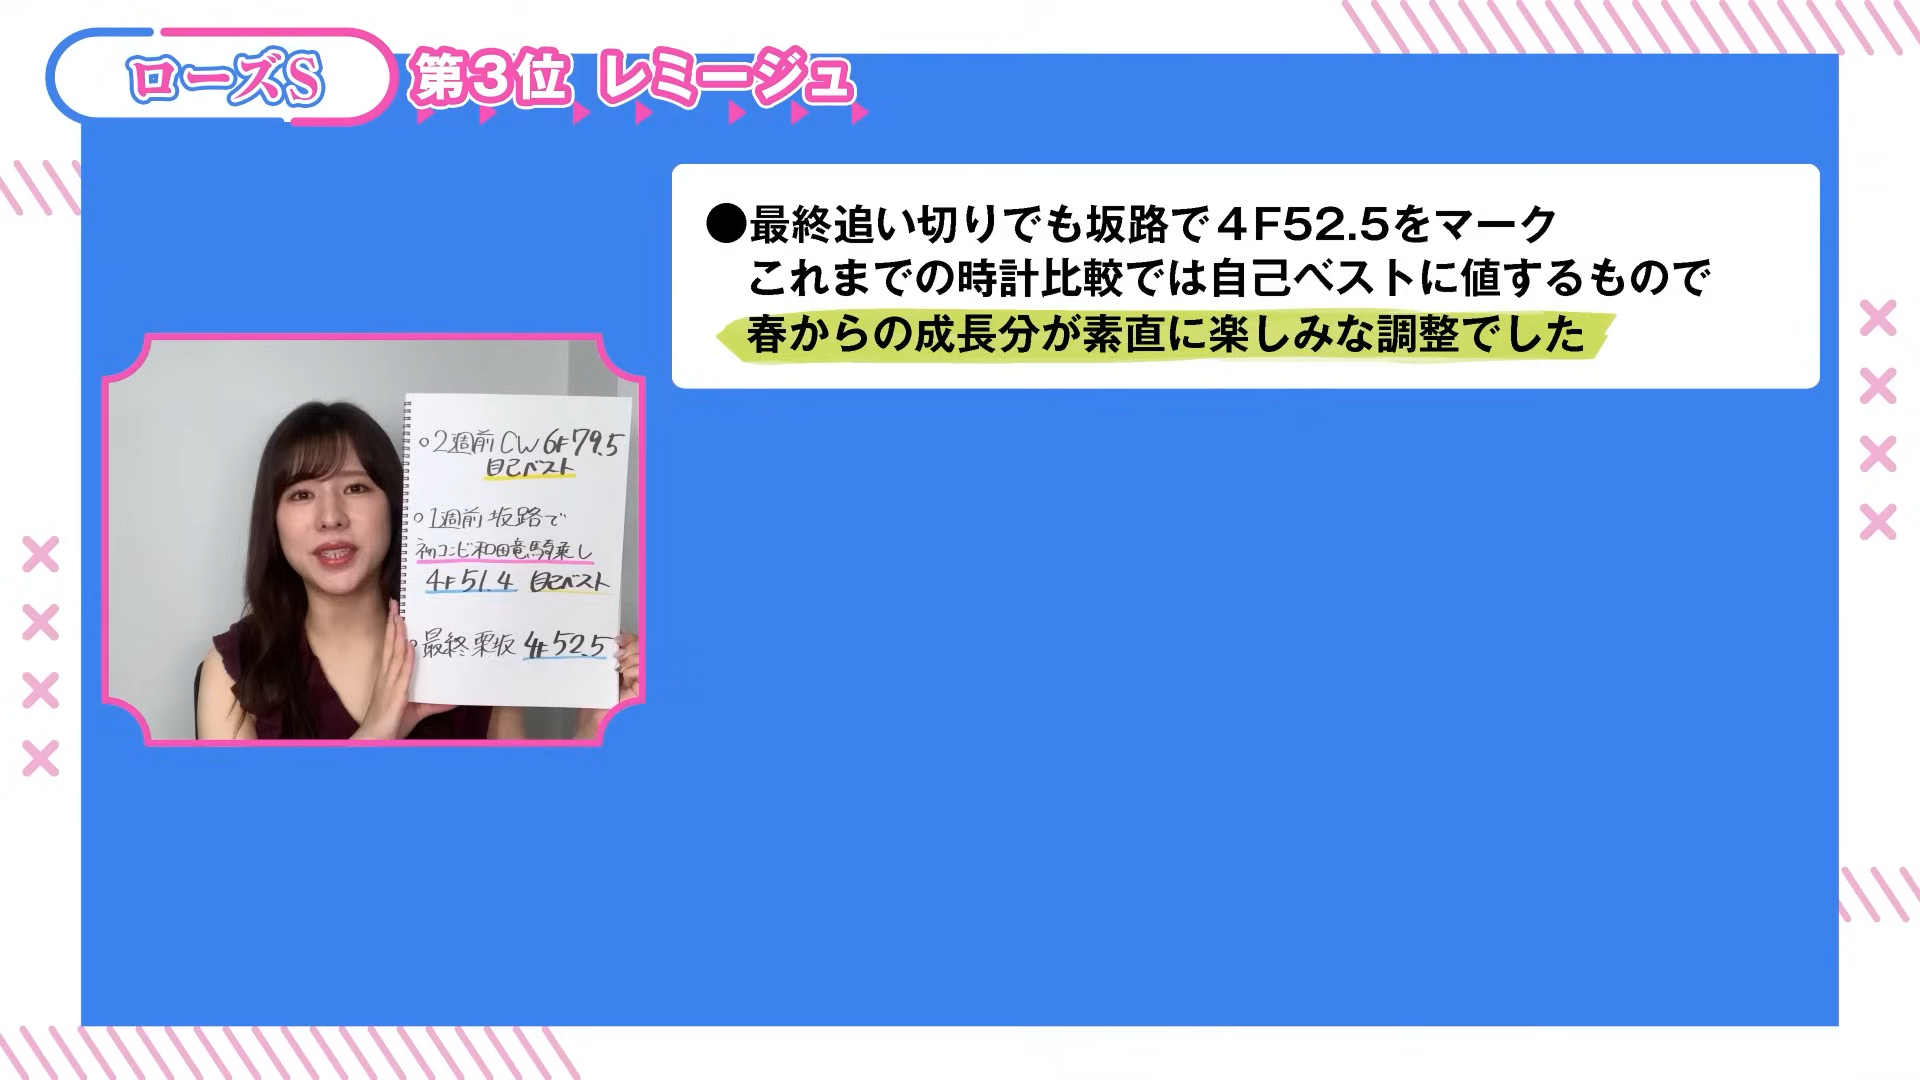 ローズS 第3位 レミージュ
●最終追い切りでも坂路で4F52.5をマーク
これまでの時計比較では自己ベストに値するもので
春からの成長分が素直に楽しみな調整でした
○2週前 CW 6F79.5
自己ベスト
○1週前 坂路で
初コンビ和田竜騎乗し
4F51.4 自己ベスト
○最終 栗坂 4F52.5